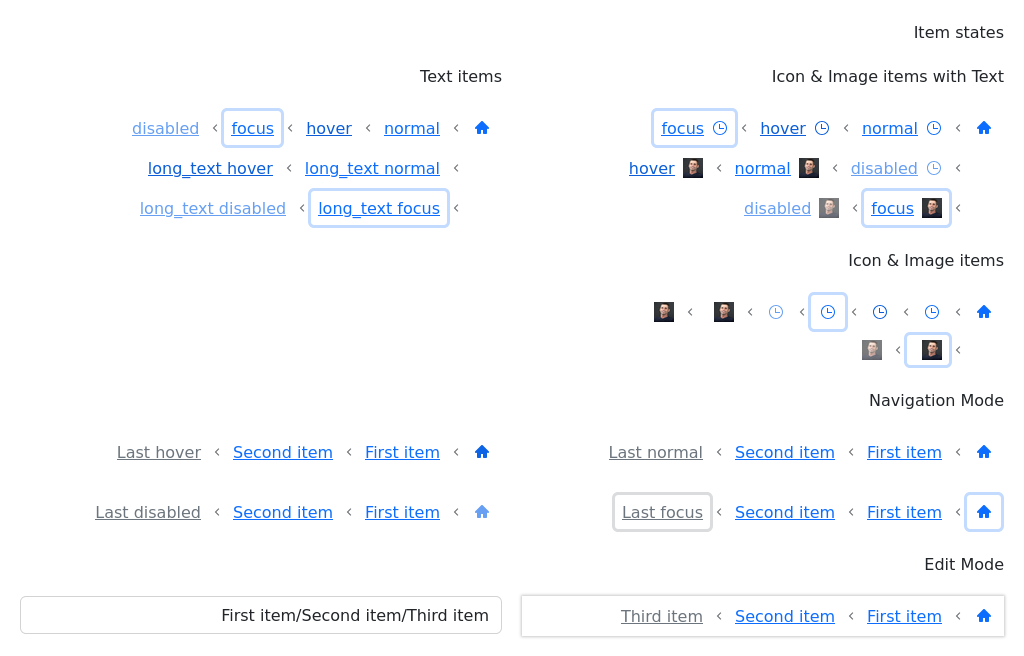 Item states
Icon & Image items with Text
normal hover focus
disabled normal hover
focus disabled
Text items
normal hover focus disabled
long_text normal long_text hover
long_text focus long_text disabled
Icon & Image items
Navigation Mode
First item Second item Last normal
First item Second item Last hover
First item Second item Last focus
First item Second item Last disabled
Edit Mode
First item Second item Third item
First item/Second item/Third item